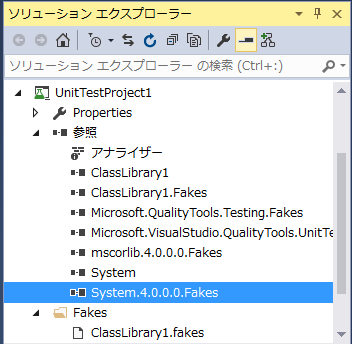 ソリューション エクスプローラー
ソリューション エクスプローラー の検索 (Ctrl+:)
UnitTestProject1
Properties
参照
アナライザー
ClassLibrary1
ClassLibrary1.Fakes
Microsoft.QualityTools.Testing.Fakes
Microsoft.VisualStudio.QualityTools.UnitTe
mscorlib.4.0.0.0.Fakes
System
System.4.0.0.0.Fakes
Fakes
ClassLibrary1.fakes